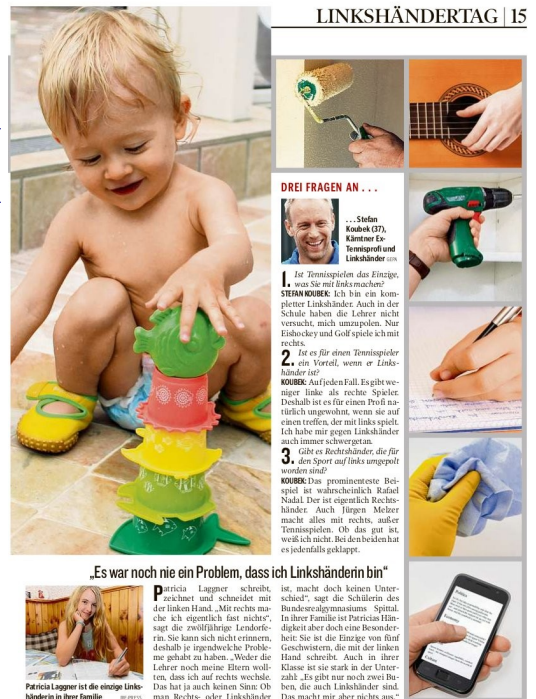 LINKSHÄNDERTAG | 15
DREI FRAGEN AN . . .
. . . Stefan
Koubek (37),
Kärntner Ex-
Tennisprofi und
Linkshänder GEPA
1. Ist Tennisspielen das Einzige,
was Sie mit links machen?
STEFAN KOUBEK: Ich bin ein kom-
pletter Linkshänder. Auch in der
Schule haben die Lehrer nicht
versucht, mich umzupolen. Nur
Eishockey und Golf spiele ich mit
rechts.
2. Ist es für einen Tennisspieler
ein Vorteil, wenn er Links-
händer ist?
KOUBEK: Auf jeden Fall. Es gibt we-
niger linke als rechte Spieler.
Deshalb ist es für einen Profi na-
türlich ungewohnt, wenn sie auf
einen treffen, der mit links spielt.
Ich habe mir gegen Linkshänder
auch immer schwergetan.
3. Gibt es Rechtshänder, die für
den Sport auf links umgepolt
worden sind?
KOUBEK: Das prominenteste Bei-
spiel ist wahrscheinlich Rafael
Nadal. Der ist eigentlich Rechts-
händer. Auch Jürgen Melzer
macht alles mit rechts, außer
Tennisspielen. Ob das gut ist,
weiß ich nicht. Bei den beiden hat
es jedenfalls geklappt.
„Es war noch nie ein Problem, dass ich Linkshänderin bin“
Patricia Laggner ist die einzige Links-
händerin in ihrer Familie
Patricia Laggner schreibt,
zeichnet und schneidet mit
der linken Hand. „Mit rechts ma-
che ich eigentlich fast nichts“,
sagt die zwölfjährige Lendorfe-
rin. Sie kann sich nicht erinnern,
deshalb je irgendwelche Proble-
me gehabt zu haben. „Weder die
Lehrer noch meine Eltern woll-
ten, dass ich auf rechts wechsle.
Das hat ja auch keinen Sinn: Ob
man Rechts- oder Linkshänder
ist, macht doch keinen Unter-
schied“, sagt die Schülerin des
Bundesrealgymnasiums Spittal.
In ihrer Familie ist Patricias Hän-
digkeit aber doch eine Besonder-
heit: Sie ist die Einzige von fünf
Geschwistern, die mit der linken
Hand schreibt. Auch in ihrer
Klasse ist sie stark in der Unter-
zahl: „Es gibt nur noch zwei Bu-
ben, die auch Linkshänder sind.
Das macht mir aber nichts aus.“